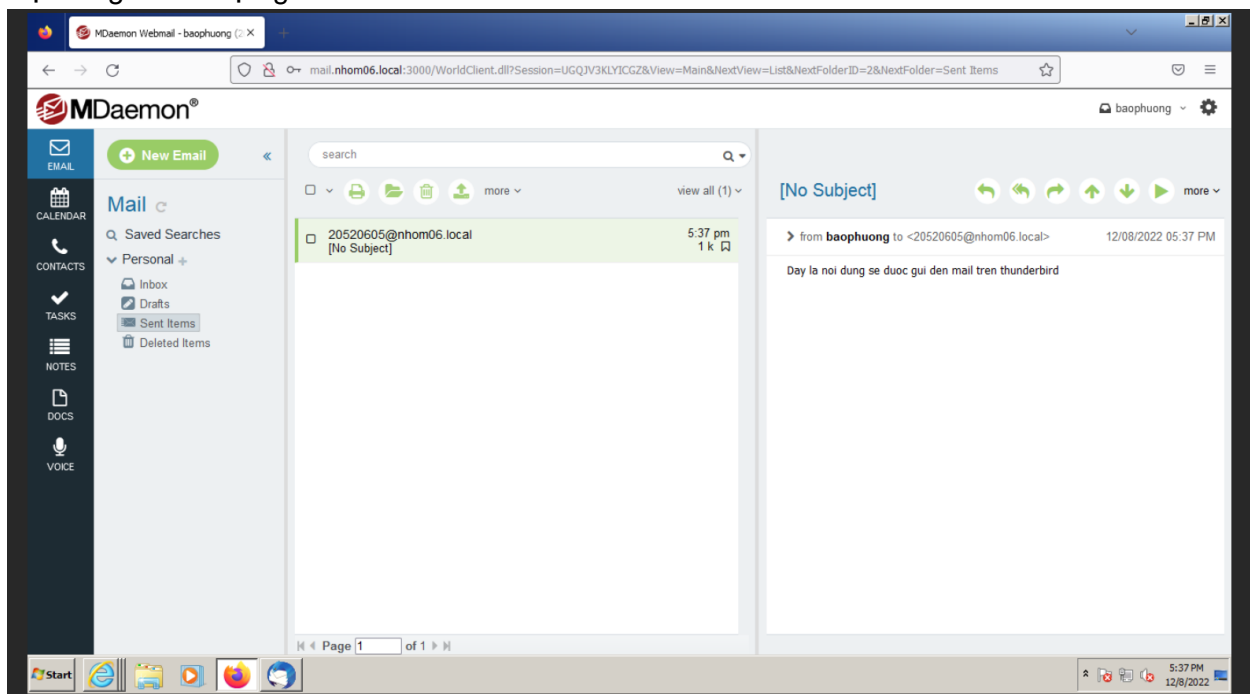 MDaemon Webmail - baophuong (2
mail.nhom06.local:3000/WorldClient.dll?Session=UGQJV3KLYICGZ&View=Main&NextView=List&NextFolderID=2&NextFolder=Sent Items
MDaemon®
baophuong
EMAIL
CALENDAR
CONTACTS
TASKS
NOTES
DOCS
VOICE
New Email
Mail
Saved Searches
Personal
Inbox
Drafts
Sent Items
Deleted Items
search
more
view all (1)
20520605@nhom06.local 5:37 pm
[No Subject] 1 k
Page 1 of 1
[No Subject]
more
from baophuong to <20520605@nhom06.local> 12/08/2022 05:37 PM
Day la noi dung se duoc gui den mail tren thunderbird
Start
5:37 PM
12/8/2022